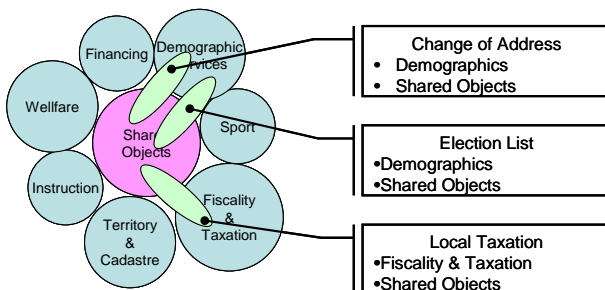 Financing
Demographic
rvices
Wellfare
Shar
Objects
Sport
Instruction
Fiscality
&
Taxation
Territory
&
Cadastre
Change of Address
• Demographics
• Shared Objects
Election List
•Demographics
•Shared Objects
Local Taxation
•Fiscality & Taxation
•Shared Objects